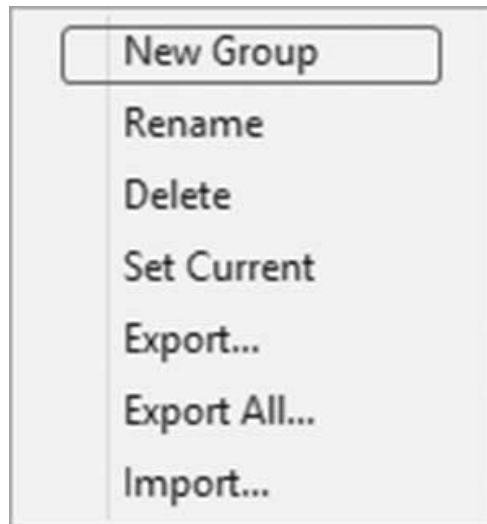 New Group
Rename
Delete
Set Current
Export...
Export All...
Import...